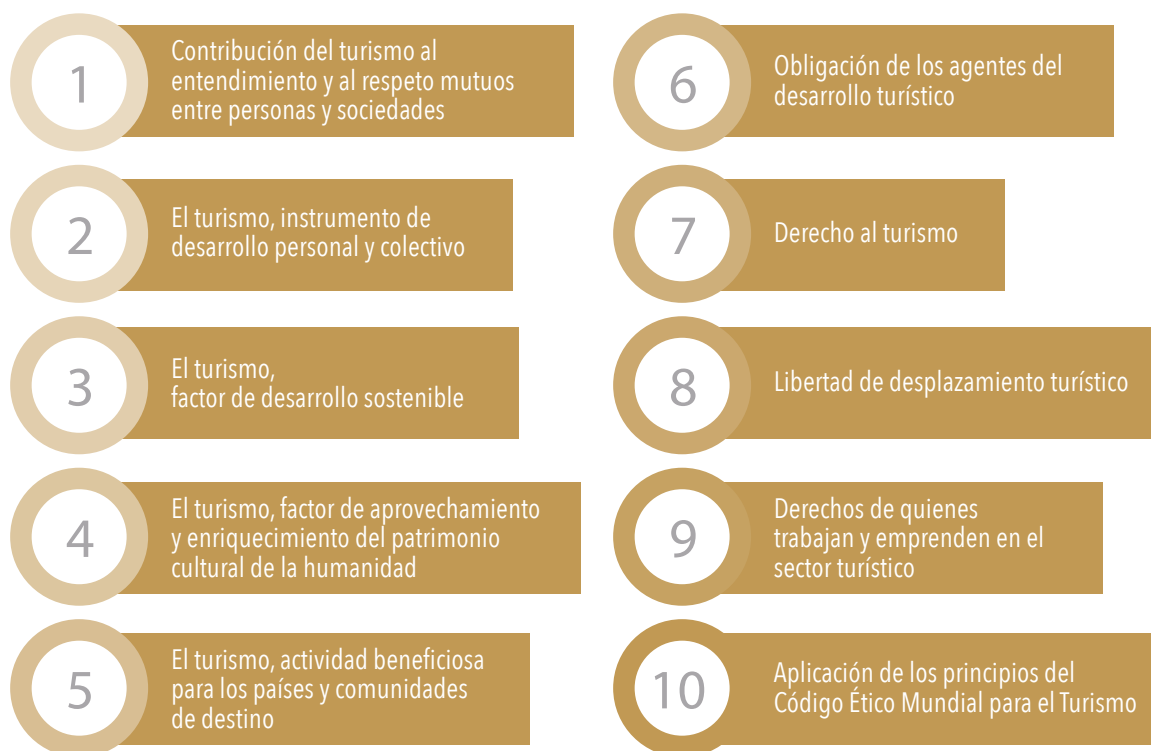 1
Contribución del turismo al
entendimiento y al respeto mutuos
entre personas y sociedades
2
El turismo, instrumento de
desarrollo personal y colectivo
3
El turismo,
factor de desarrollo sostenible
4
El turismo, factor de aprovechamiento
y enriquecimiento del patrimonio
cultural de la humanidad
5
El turismo, actividad beneficiosa
para los países y comunidades
de destino
6
Obligación de los agentes del
desarrollo turístico
7
Derecho al turismo
8
Libertad de desplazamiento turístico
9
Derechos de quienes
trabajan y emprenden en el
sector turístico
10
Aplicación de los principios del
Código Ético Mundial para el Turismo